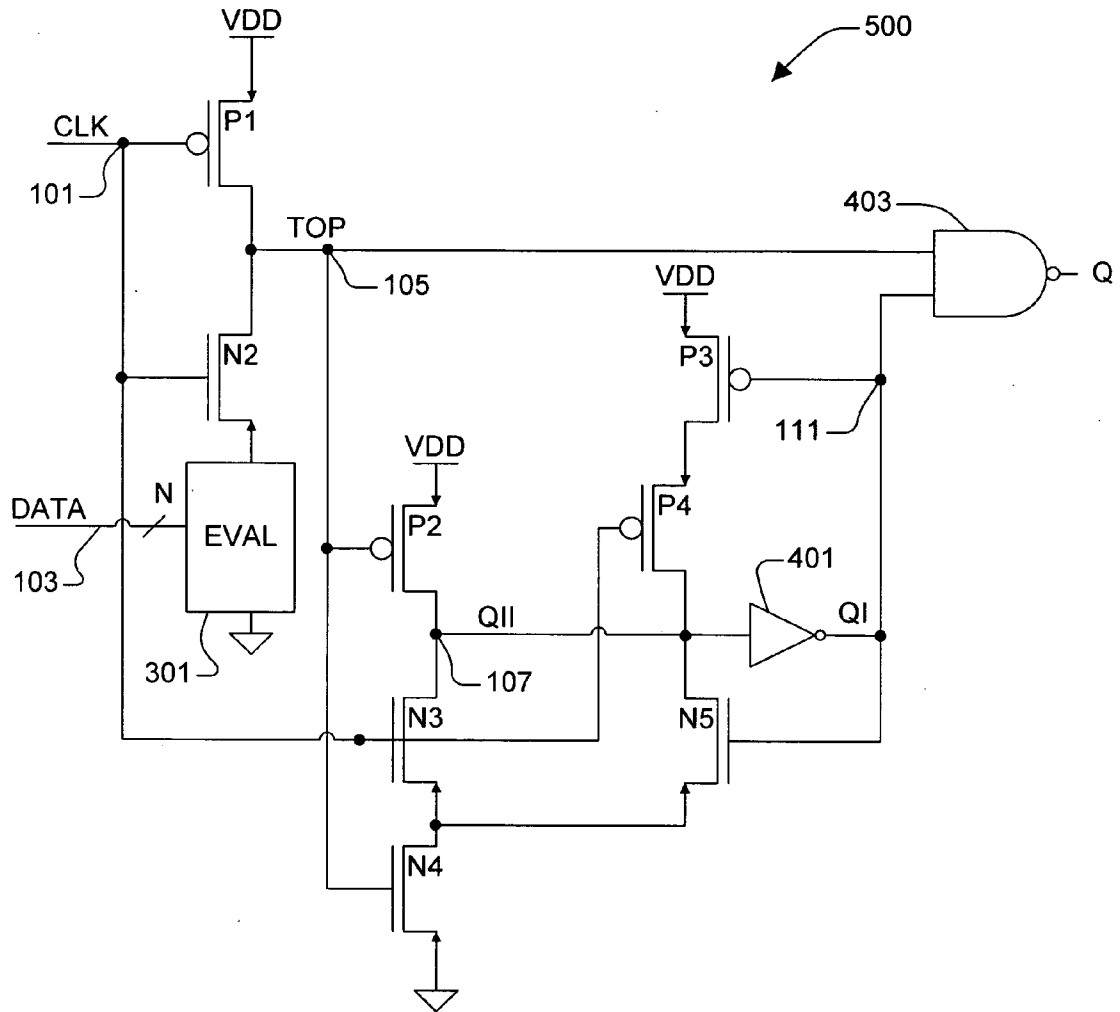 500
VDD
P1
CLK
101
TOP
105
403
Q
VDD
N2
P3
111
VDD
DATA
N
EVAL
P2
P4
401
103
QII
QI
301
107
N3
N5
N4